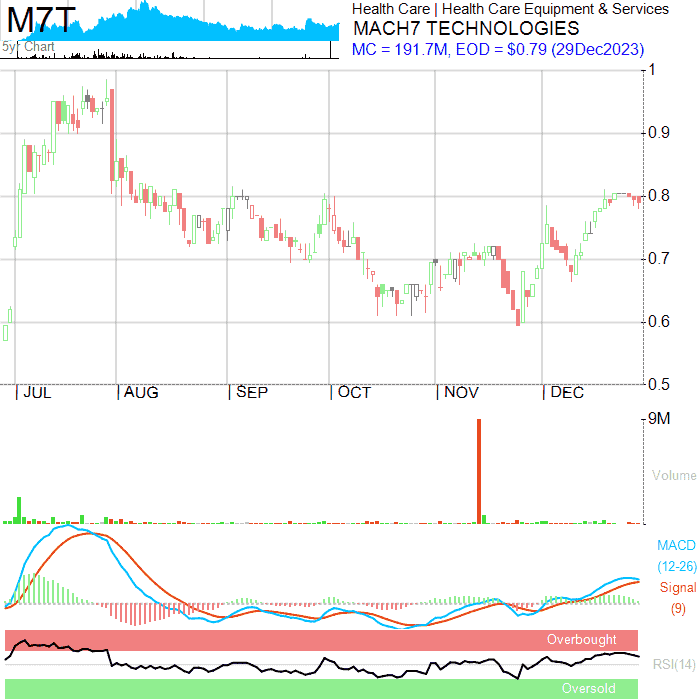 M7T
5yr Chart
Health Care | Health Care Equipment & Services
MACH7 TECHNOLOGIES
MC = 191.7M, EOD = $0.79 (29Dec2023)
1
0.9
0.8
0.7
0.6
0.5
JUL
AUG
SEP
OCT
NOV
DEC
9M
Volume
MACD
(12-26)
Signal
(9)
Overbought
RSI(14)
Oversold